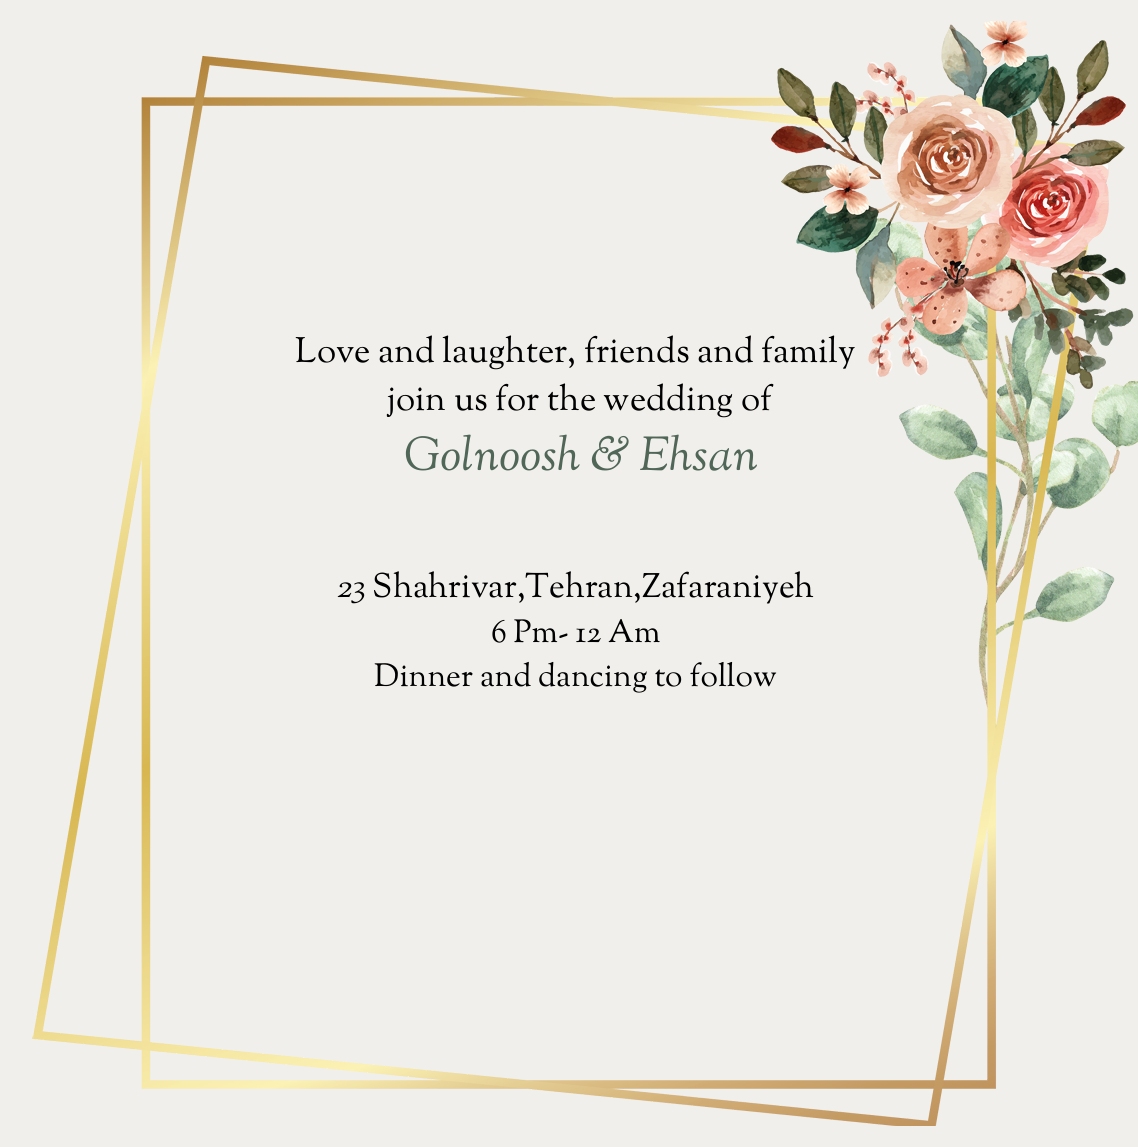 Love and laughter, friends and family
join us for the wedding of
Golnoosh & Ehsan
23 Shahrivar,Tehran,Zafaraniyeh
6 Pm- 12 Am
Dinner and dancing to follow